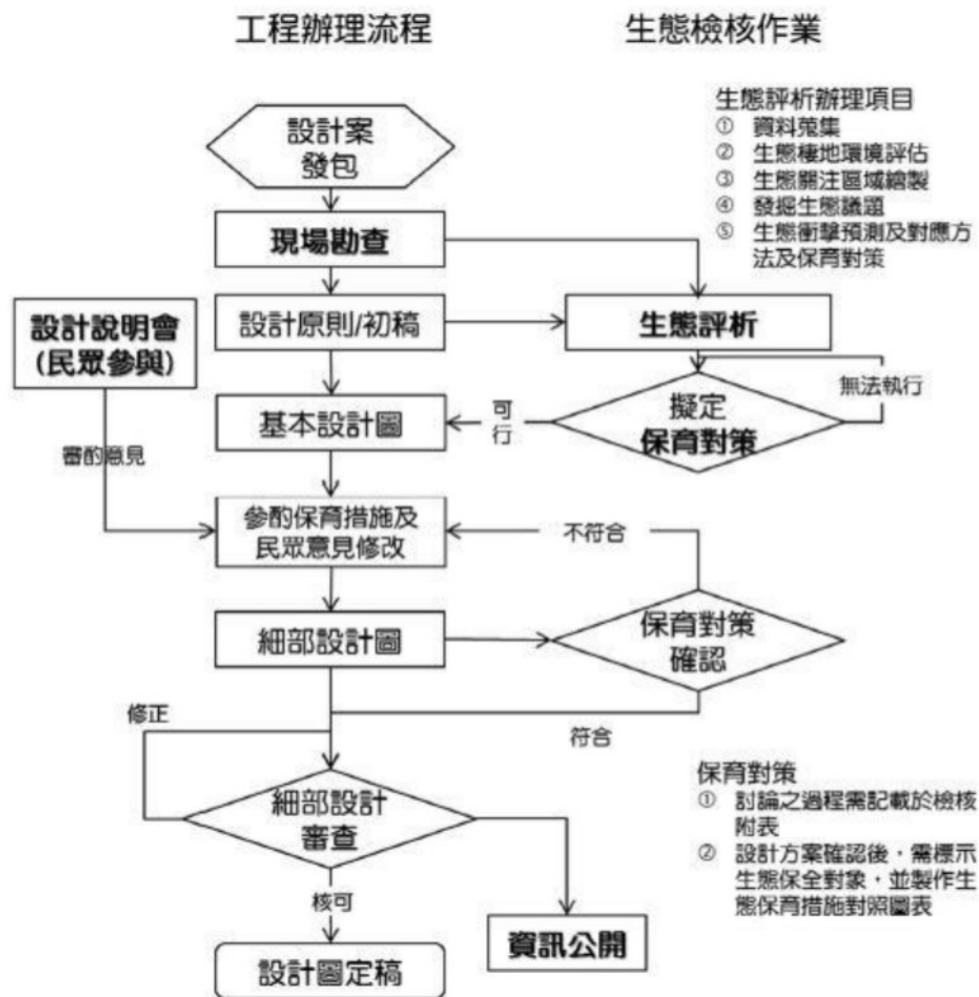 工程辦理流程
生態檢核作業
生態評析辦理項目
① 資料蒐集
② 生態棲地環境評估
③ 生態關注區域繪製
④ 發掘生態議題
⑤ 生態衝擊預測及對應方
法及保育對策
設計案
發包
現場勘查
設計原則/初稿
生態評析
設計說明會
(民眾參與)
無法執行
擬定
保育對策
可
行
基本設計圖
審酌意見
參酌保育措施及
民眾意見修改
不符合
細部設計圖
保育對策
確認
修正
符合
細部設計
審查
保育對策
① 討論之過程需記載於檢核
附表
② 設計方案確認後，需標示
生態保全對象，並製作生
態保育措施對照圖表
核可
資訊公開
設計圖定稿